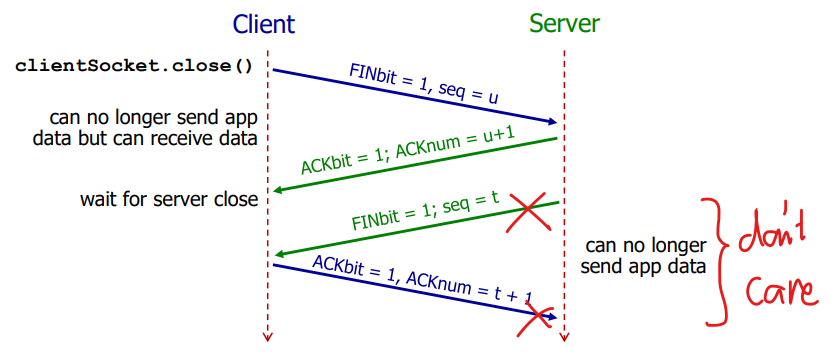 Client
Server
clientSocket.close()
FINbit = 1, seq = u
can no longer send app
data but can receive data
ACKbit = 1; ACKnum = u+1
wait for server close
FINbit = 1; seq = t
can no longer
send app data
don't
care
ACKbit = 1, ACKnum = t + 1